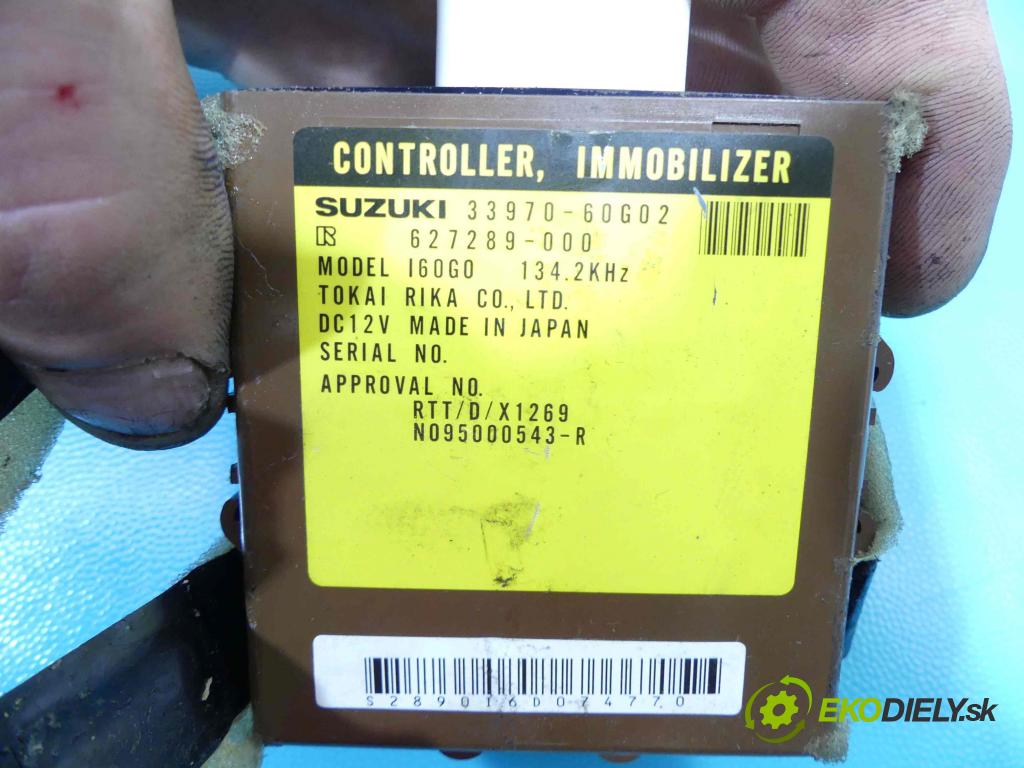 CONTROLLER, IMMOBILIZER
SUZUKI 33970-60G02
627289-000
MODEL I60G0 134.2KHz
TOKAI RIKA CO., LTD.
DC12V MADE IN JAPAN
SERIAL NO.
APPROVAL NO.
RTT/D/X1269
N095000543-R
S2890I6D074770
EKODIELY.sk